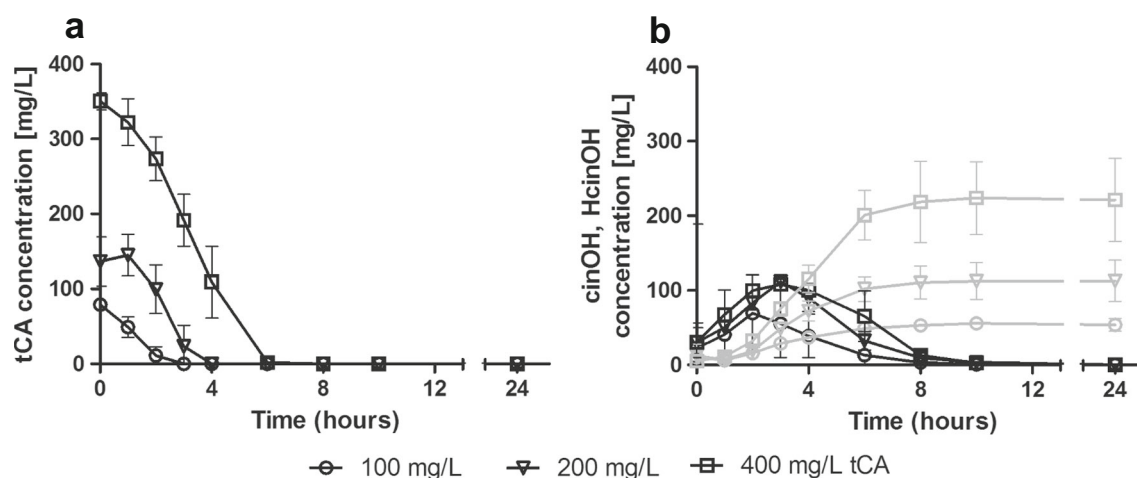 a
tCA concentration [mg/L]
400
300
200
100
0
0
4
8
12
24
Time (hours)
b
cinOH, HcinOH
concentration [mg/L]
400
300
200
100
0
0
4
8
12
24
Time (hours)
100 mg/L
200 mg/L
400 mg/L tCA